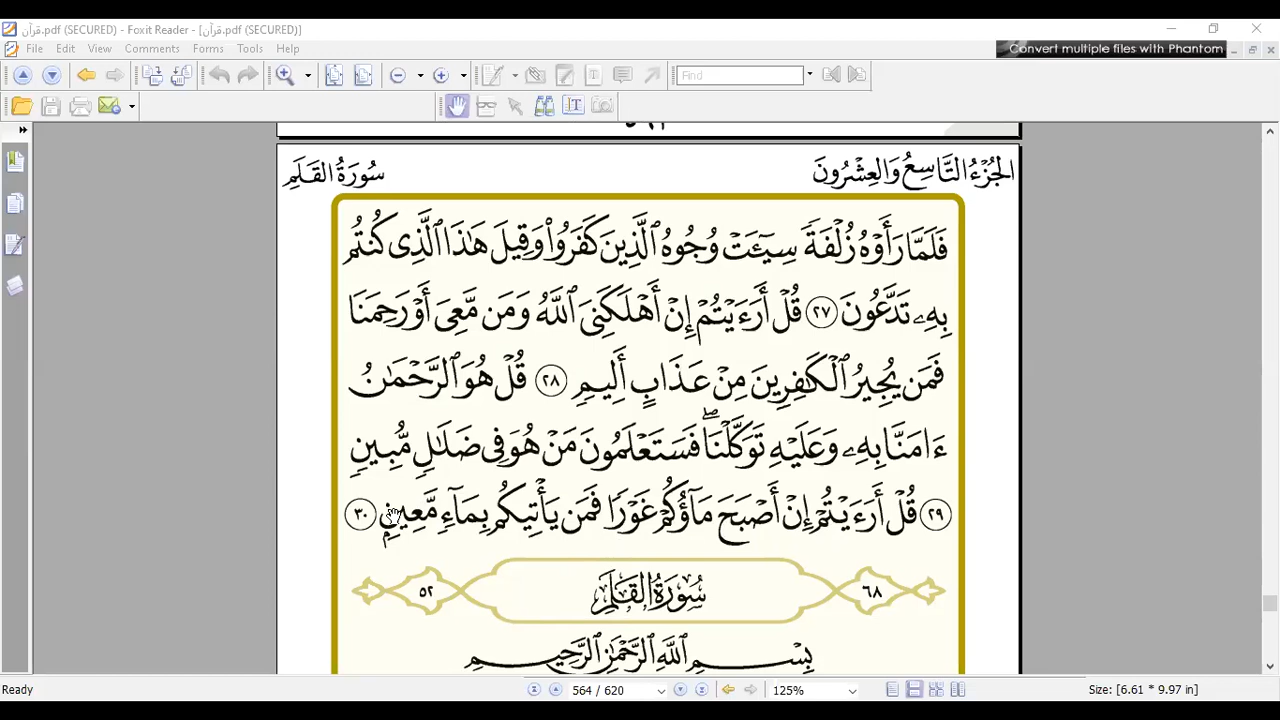 قرآن.pdf (SECURED) - Foxit Reader - [قرآن.pdf (SECURED)]
File Edit View Comments Forms Tools Help
Convert multiple files with Phantom
Find
الجُزْءُ التَّاسِعُ وَالعِشْرُونَ
سُورَةُ القَلَمِ
فَلَمَّا رَأَوْهُ زُلْفَةً سِيٓـَٔتْ وُجُوهُ ٱلَّذِينَ كَفَرُوا۟ وَقِيلَ هَٰذَا ٱلَّذِى كُنتُم
بِهِۦ تَدَّعُونَ ٢٧ قُلْ أَرَءَيْتُمْ إِنْ أَهْلَكَنِىَ ٱللَّهُ وَمَن مَّعِىَ أَوْ رَحِمَنَا
فَمَن يُجِيرُ ٱلْكَٰفِرِينَ مِنْ عَذَابٍ أَلِيمٍ ٢٨ قُلْ هُوَ ٱلرَّحْمَٰنُ
ءَامَنَّا بِهِۦ وَعَلَيْهِ تَوَكَّلْنَا ۖ فَسَتَعْلَمُونَ مَنْ هُوَ فِى ضَلَٰلٍ مُّبِينٍ
٢٩ قُلْ أَرَءَيْتُمْ إِنْ أَصْبَحَ مَآؤُكُمْ غَوْرًا فَمَن يَأْتِيكُم بِمَآءٍ مَّعِينٍۭ ٣٠
٦٨ سُورَةُ القَلَمِ ٥٢
بِسْمِ ٱللَّهِ ٱلرَّحْمَٰنِ ٱلرَّحِيمِ
Ready 564 / 620 125% Size: [6.61 * 9.97 in]